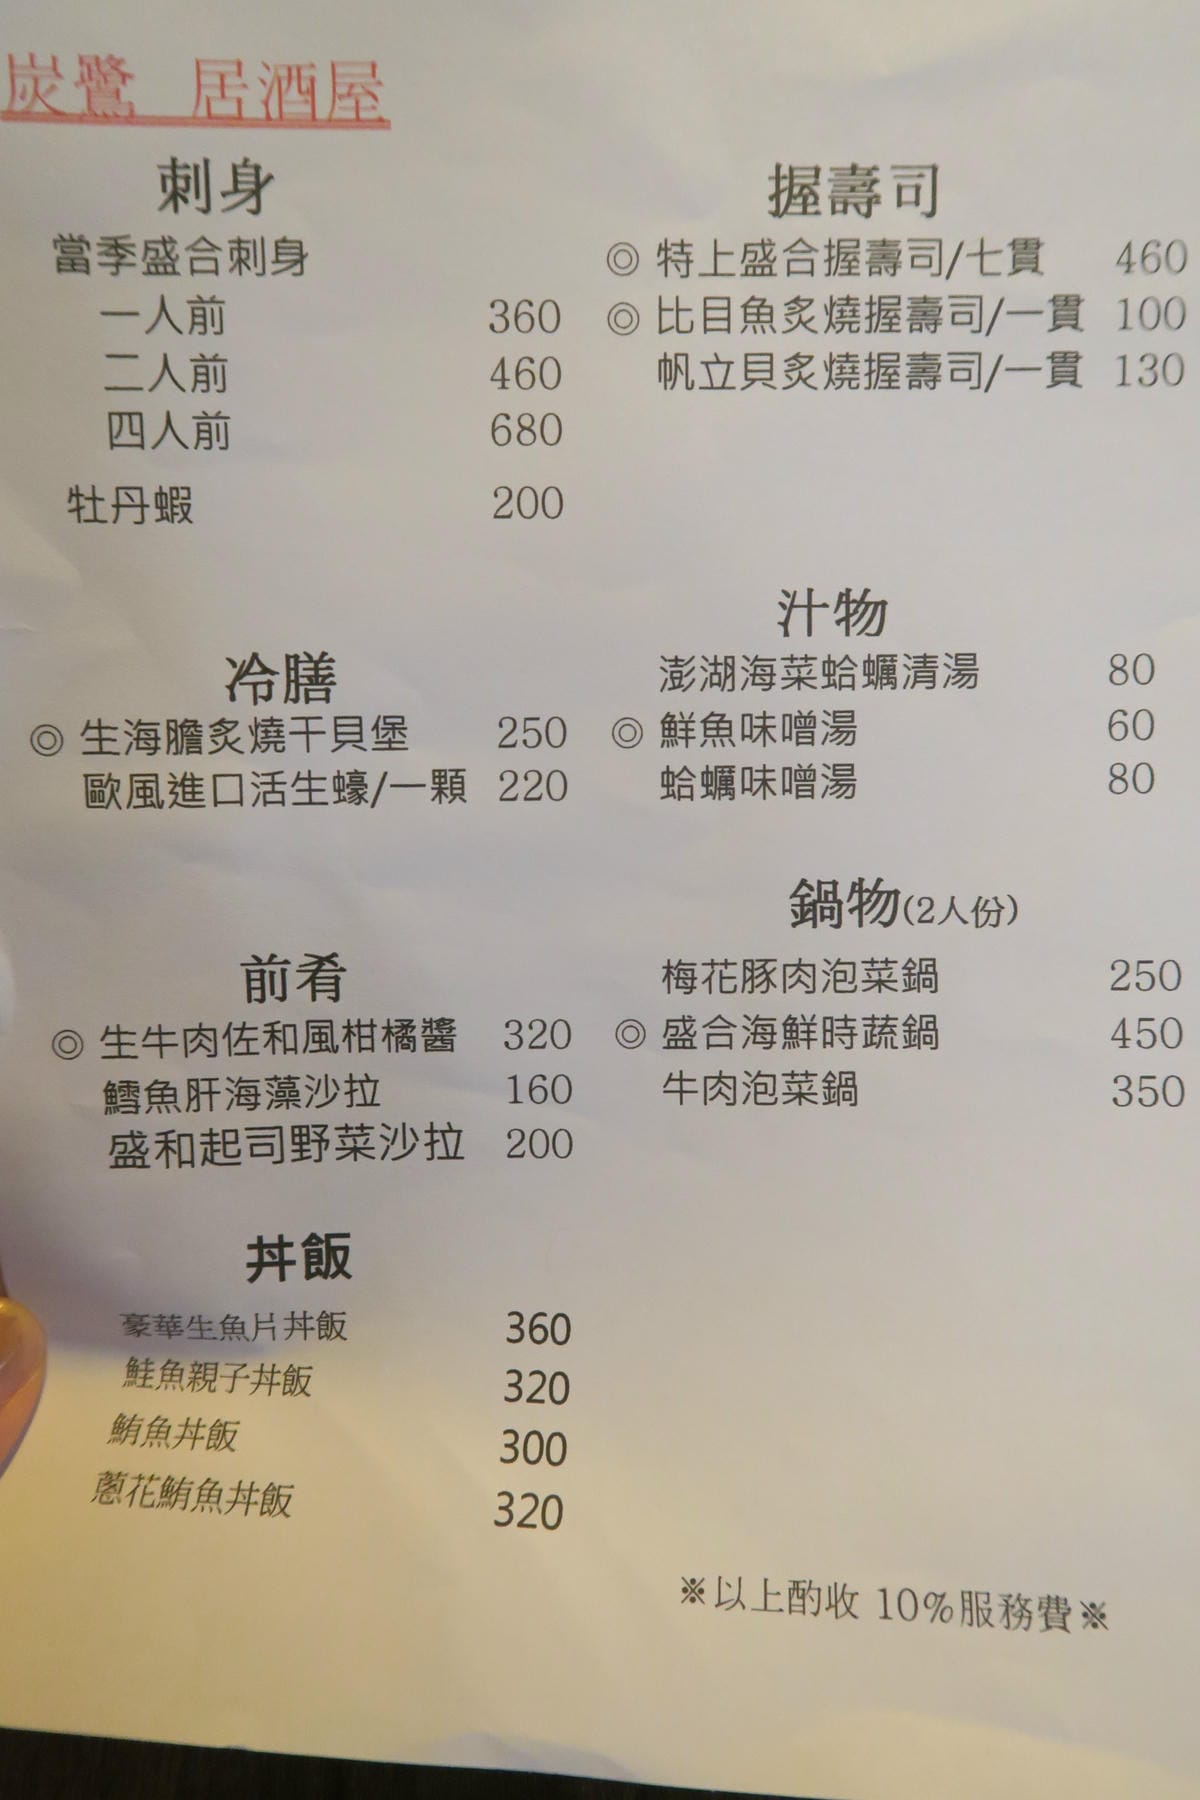 炭鷺 居酒屋
刺身
當季盛合刺身
一人前 360
二人前 460
四人前 680
牡丹蝦 200
冷膳
◎ 生海膽炙燒干貝堡 250
歐風進口活生蠔/一顆 220
前肴
◎ 生牛肉佐和風柑橘醬 320
鱈魚肝海藻沙拉 160
盛和起司野菜沙拉 200
丼飯
豪華生魚片丼飯 360
鮭魚親子丼飯 320
鮪魚丼飯 300
蔥花鮪魚丼飯 320
握壽司
◎ 特上盛合握壽司/七貫 460
◎ 比目魚炙燒握壽司/一貫 100
帆立貝炙燒握壽司/一貫 130
汁物
澎湖海菜蛤蠣清湯 80
◎ 鮮魚味噌湯 60
蛤蠣味噌湯 80
鍋物(2人份)
梅花豚肉泡菜鍋 250
◎ 盛合海鮮時蔬鍋 450
牛肉泡菜鍋 350
※以上酌收 10%服務費※